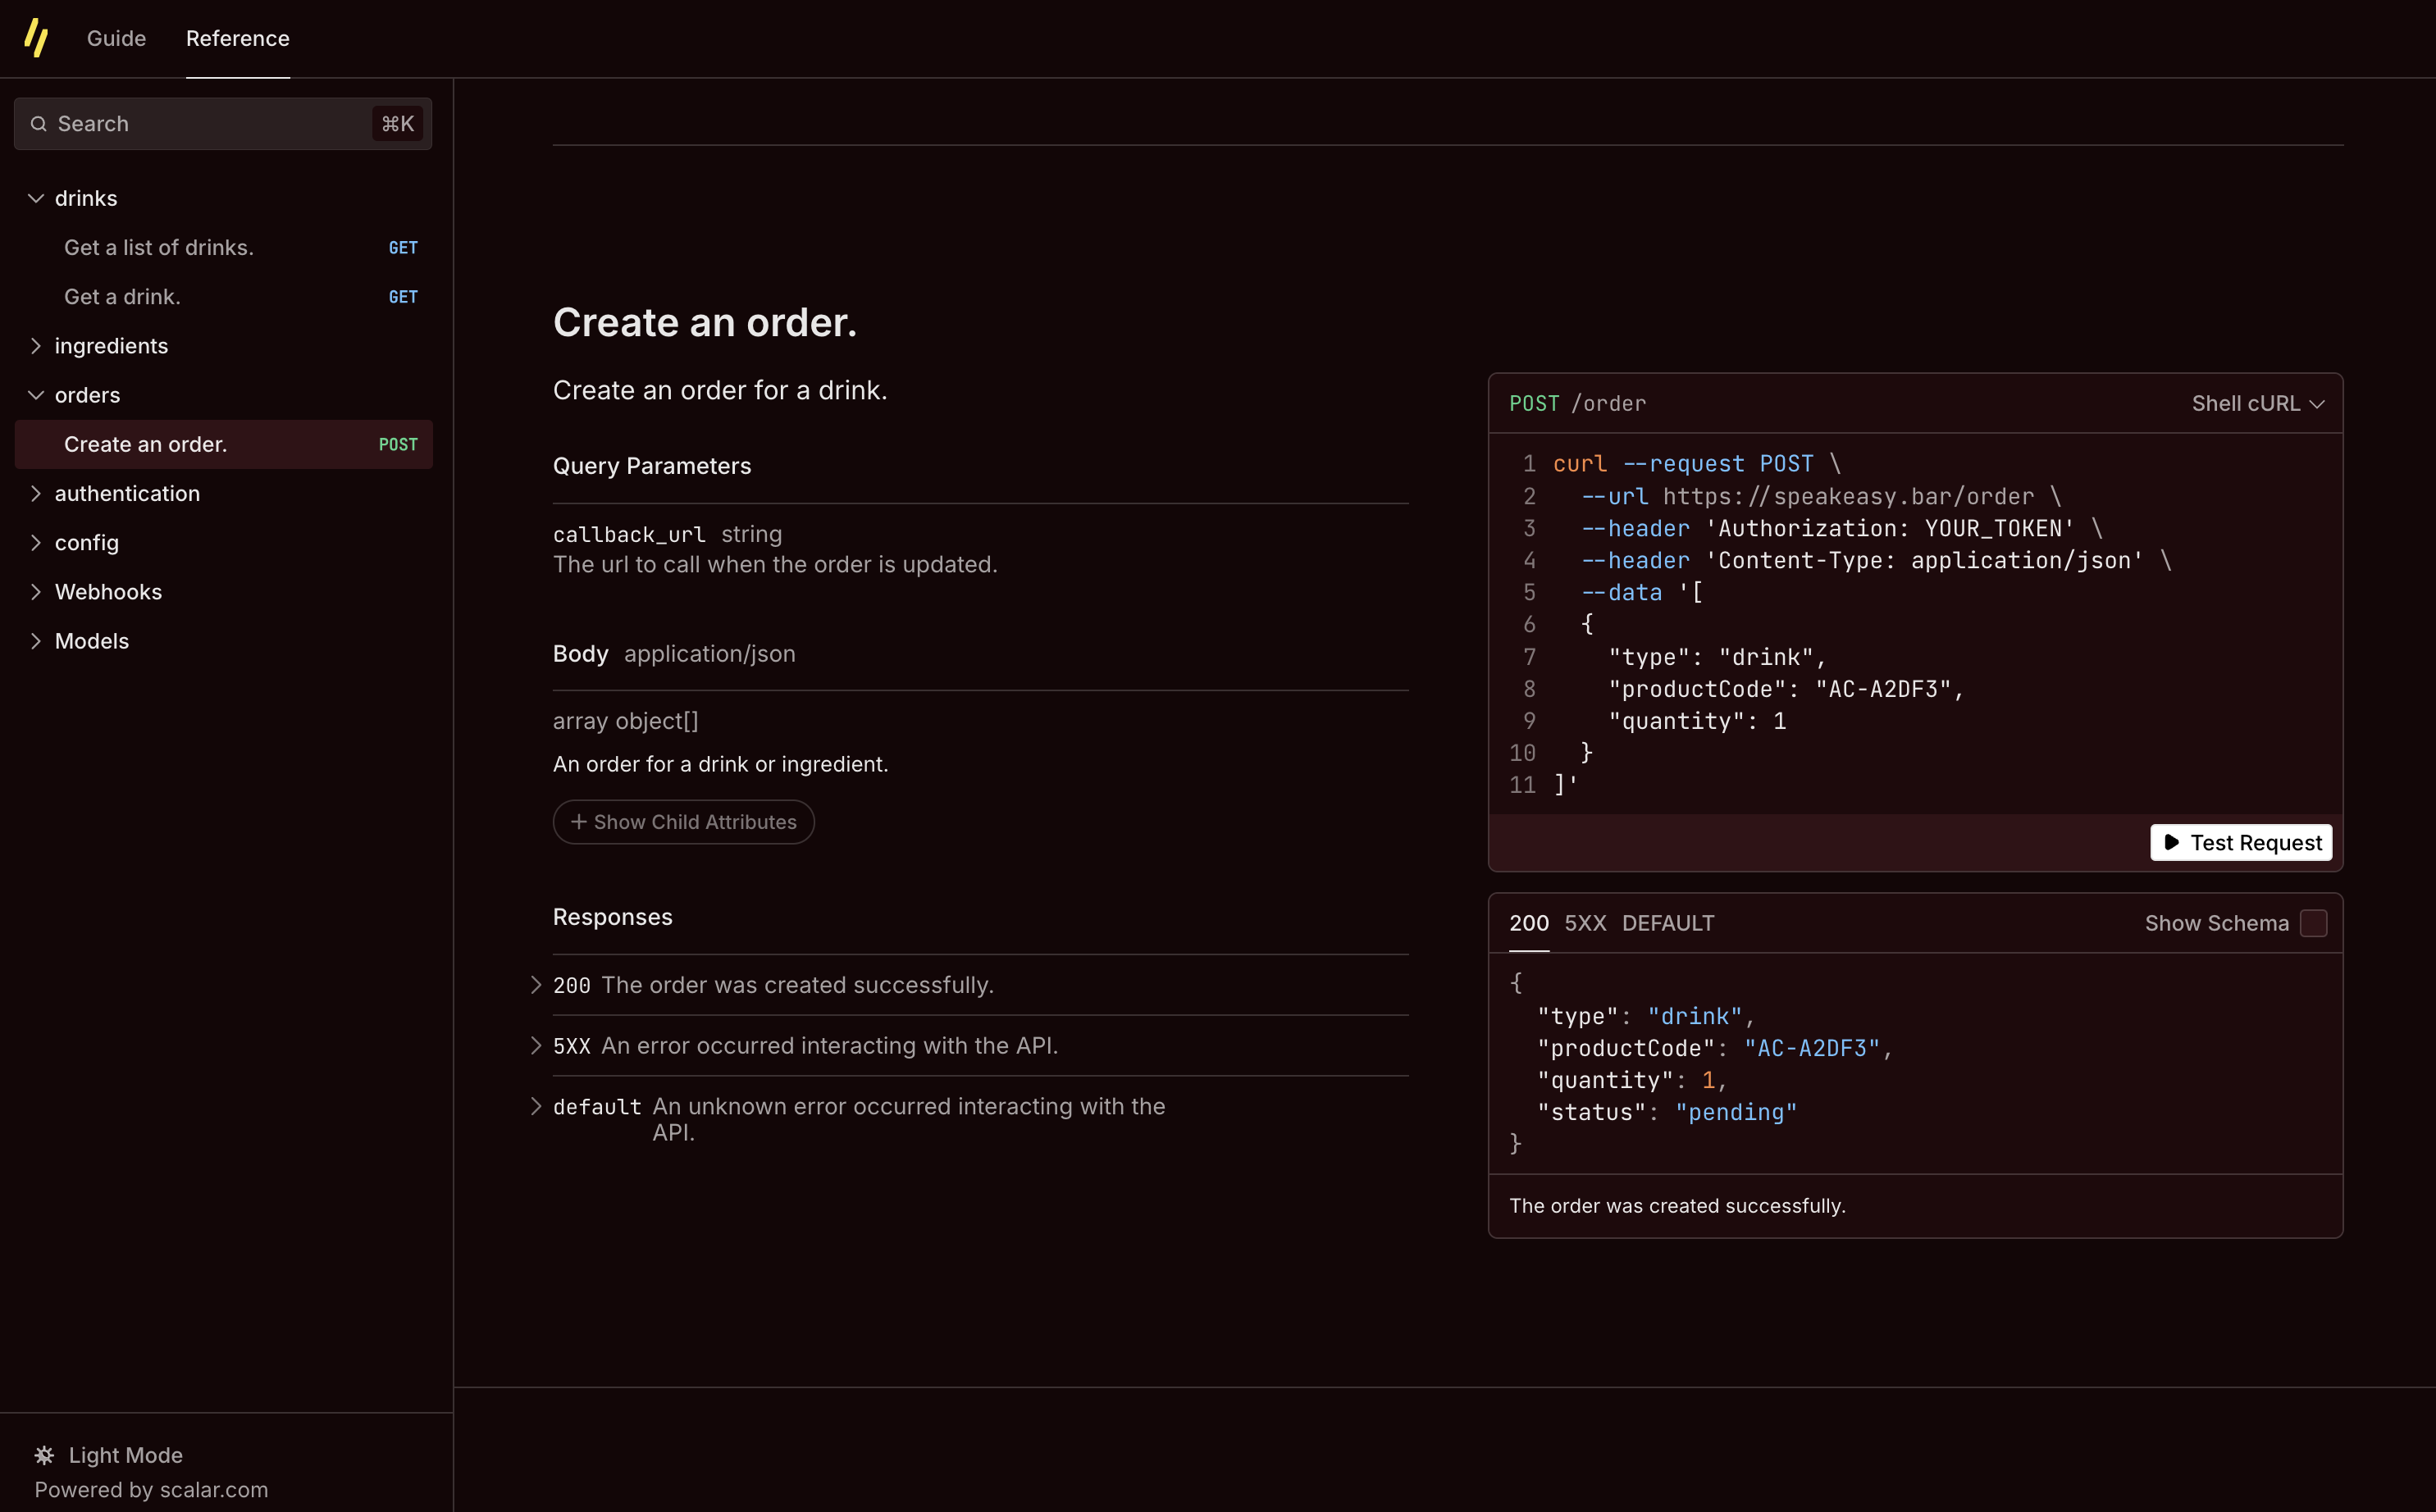 Guide
Reference
Search
⌘K
drinks
Get a list of drinks. GET
Get a drink. GET
ingredients
orders
Create an order. POST
authentication
config
Webhooks
Models
Light Mode
Powered by scalar.com
Create an order.
Create an order for a drink.
Query Parameters
callback_url string
The url to call when the order is updated.
Body application/json
array object[]
An order for a drink or ingredient.
+ Show Child Attributes
Responses
200 The order was created successfully.
5XX An error occurred interacting with the API.
default An unknown error occurred interacting with the
API.
POST /order
Shell cURL
1 curl --request POST \
2   --url https://speakeasy.bar/order \
3   --header 'Authorization: YOUR_TOKEN' \
4   --header 'Content-Type: application/json' \
5   --data '[
6   {
7     "type": "drink",
8     "productCode": "AC-A2DF3",
9     "quantity": 1
10   }
11 ]'
Test Request
200 5XX DEFAULT
Show Schema
{
  "type": "drink",
  "productCode": "AC-A2DF3",
  "quantity": 1,
  "status": "pending"
}
The order was created successfully.